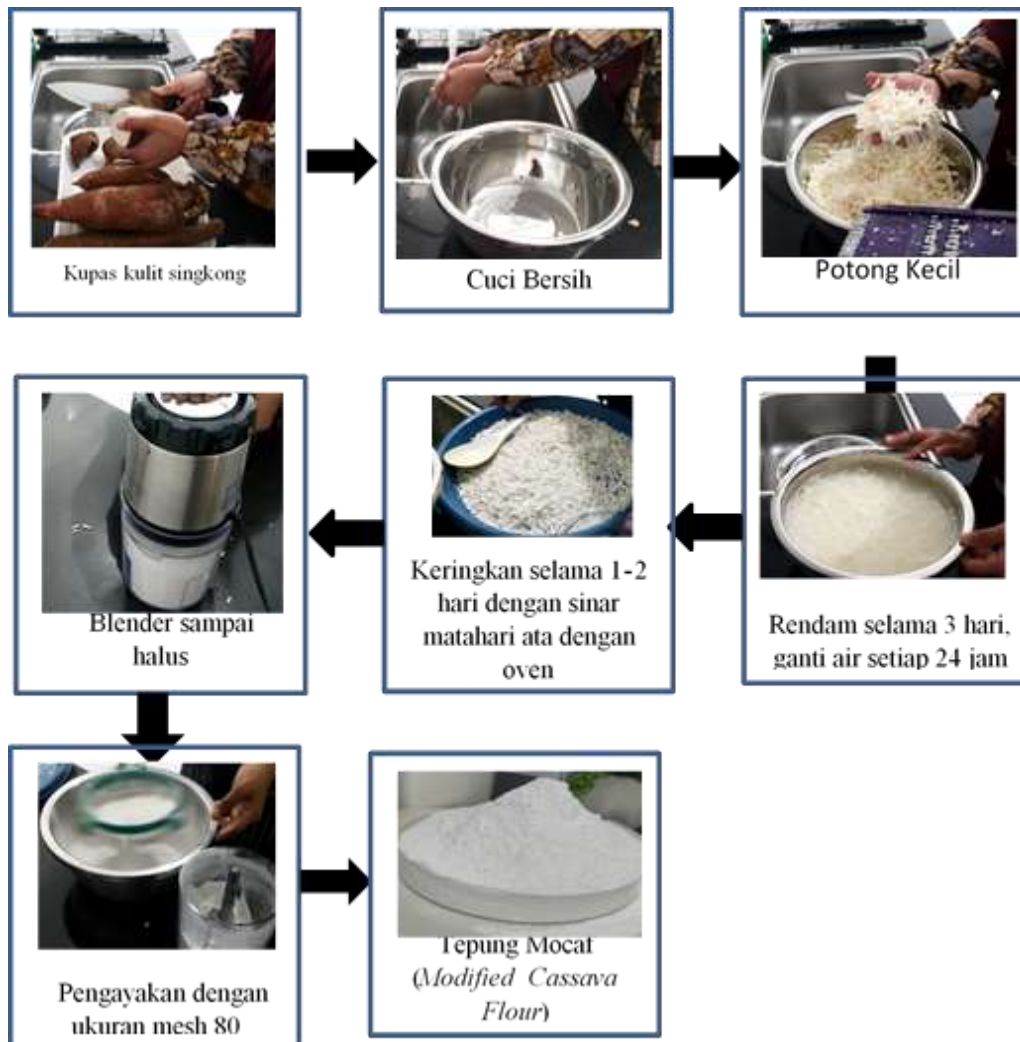 Kupas kulit singkong
Cuci Bersih
Potong Kecil
Rendam selama 3 hari,
ganti air setiap 24 jam
Keringkan selama 1-2
hari dengan sinar
matahari ata dengan
oven
Blender sampai
halus
Pengayakan dengan
ukuran mesh 80
Tepung Mocaf
(Modified Cassava
Flour)